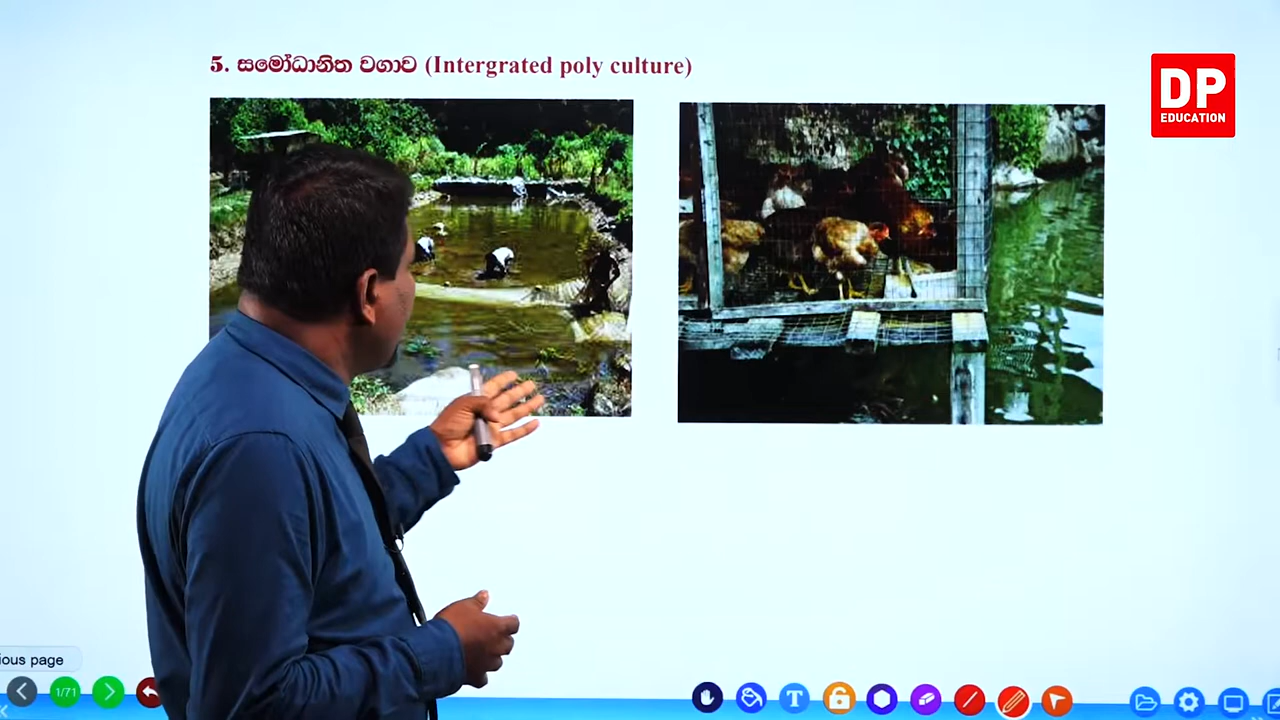 5. සමෝධානිත වගාව (Intergrated poly culture)
DP
EDUCATION
ious page
1/71
T